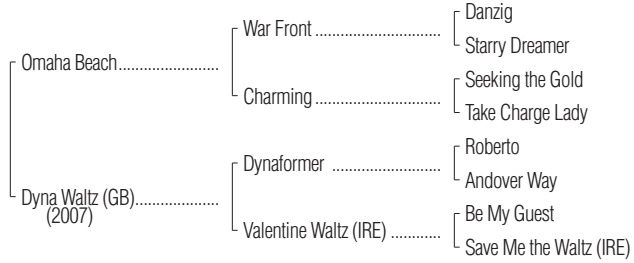 Danzig
War Front
Starry Dreamer
Omaha Beach
Seeking the Gold
Charming
Take Charge Lady
Roberto
Dynaformer
Andover Way
Dyna Waltz (GB)
(2007)
Be My Guest
Valentine Waltz (IRE)
Save Me the Waltz (IRE)